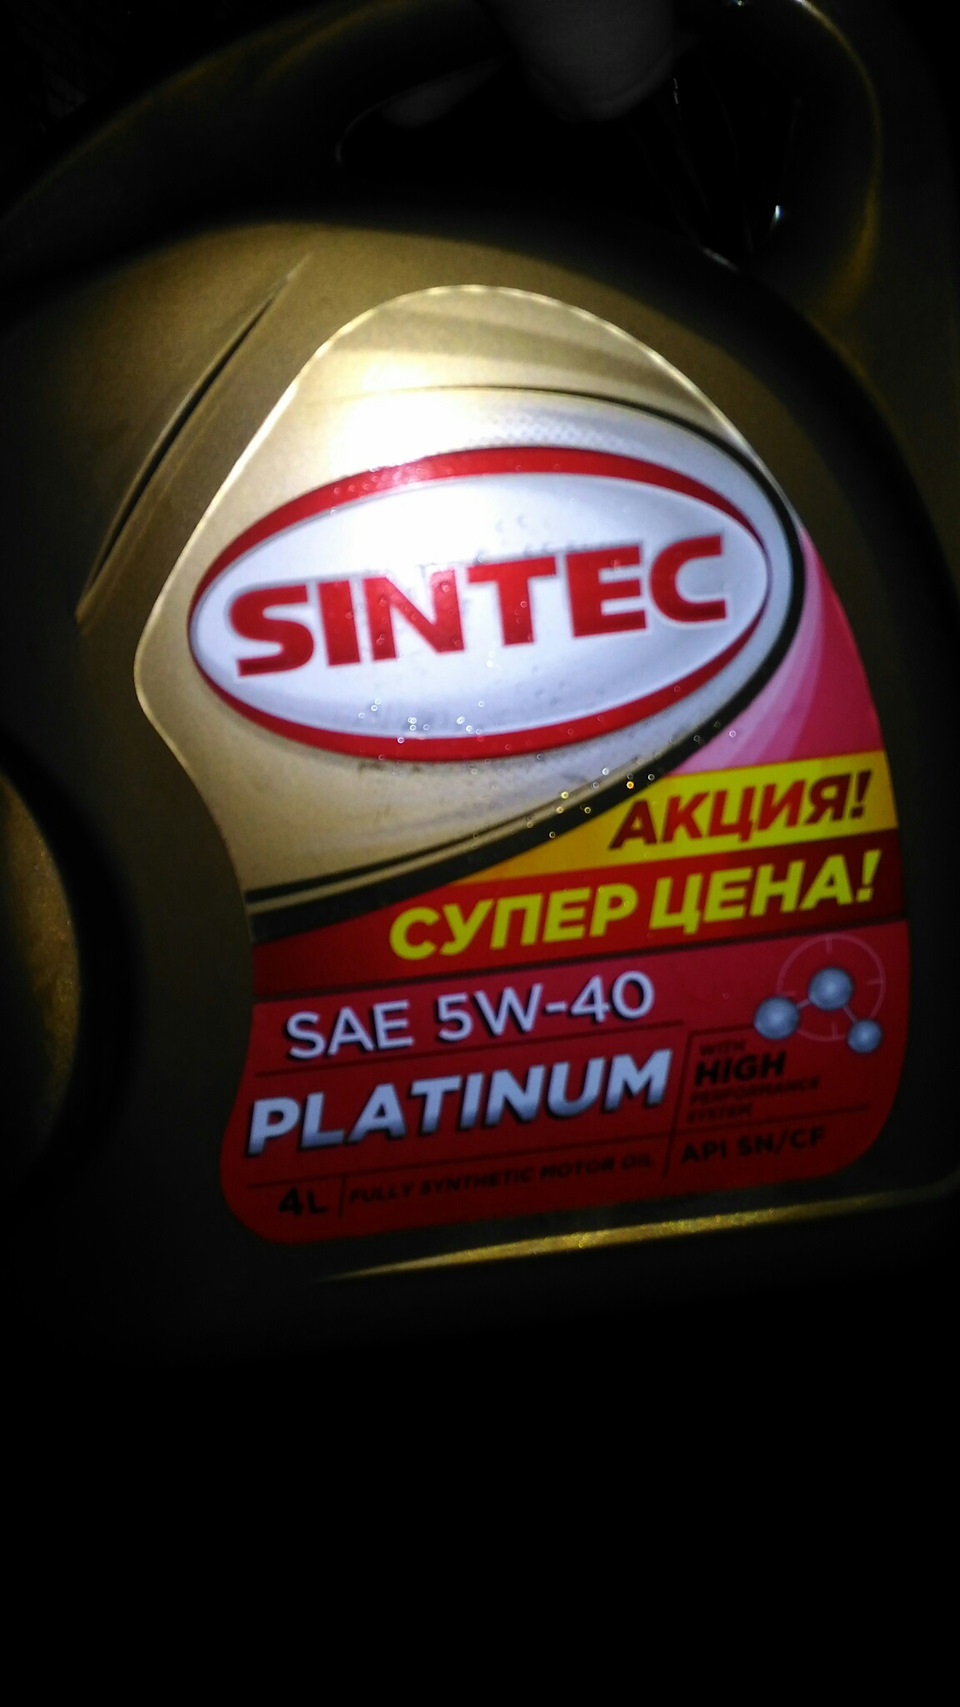 SINTEC
АКЦИЯ!
СУПЕР ЦЕНА!
SAE 5W-40
PLATINUM
WITH
HIGH
PERFORMANCE
SYSTEM
4L
FULLY SYNTHETIC MOTOR OIL
API SN/CF